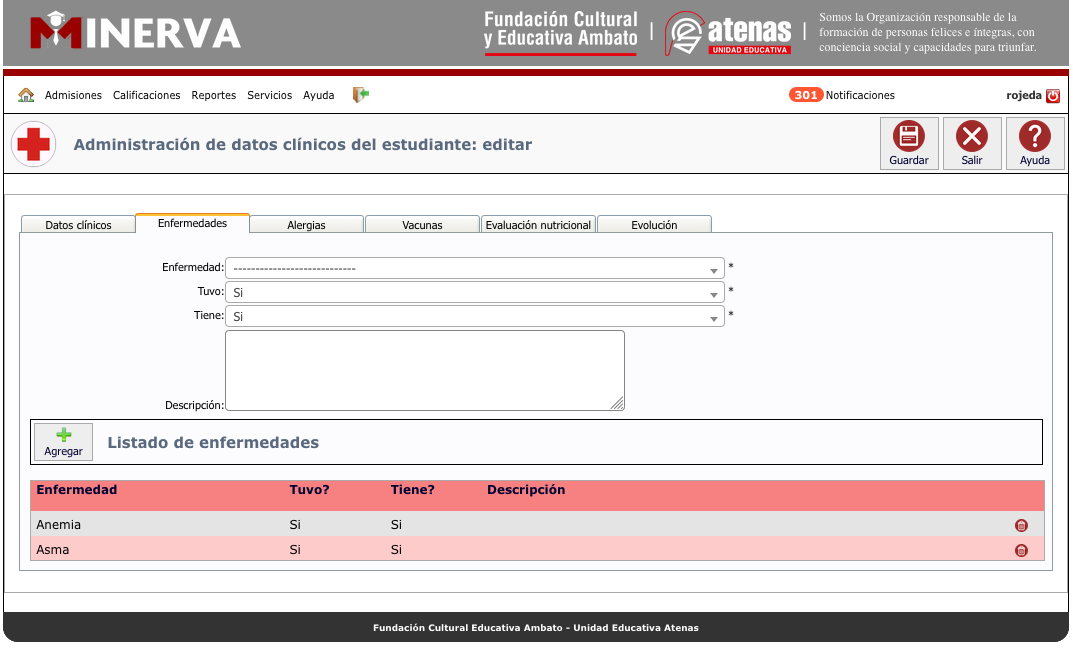 MINERVA
Fundación Cultural
y Educativa Ambato
atenas
UNIDAD EDUCATIVA
Somos la Organización responsable de la
formación de personas felices e íntegras, con
conciencia social y capacidades para triunfar.
Admisiones Calificaciones Reportes Servicios Ayuda 301 Notificaciones rojeda
Administración de datos clínicos del estudiante: editar
Guardar Salir Ayuda
Datos clínicos Enfermedades Alergias Vacunas Evaluación nutricional Evolución
Enfermedad: ---------------------------- *
Tuvo: Si *
Tiene: Si *
Descripción:
Agregar Listado de enfermedades
Enfermedad Tuvo? Tiene? Descripción
Anemia Si Si
Asma Si Si
Fundación Cultural Educativa Ambato - Unidad Educativa Atenas